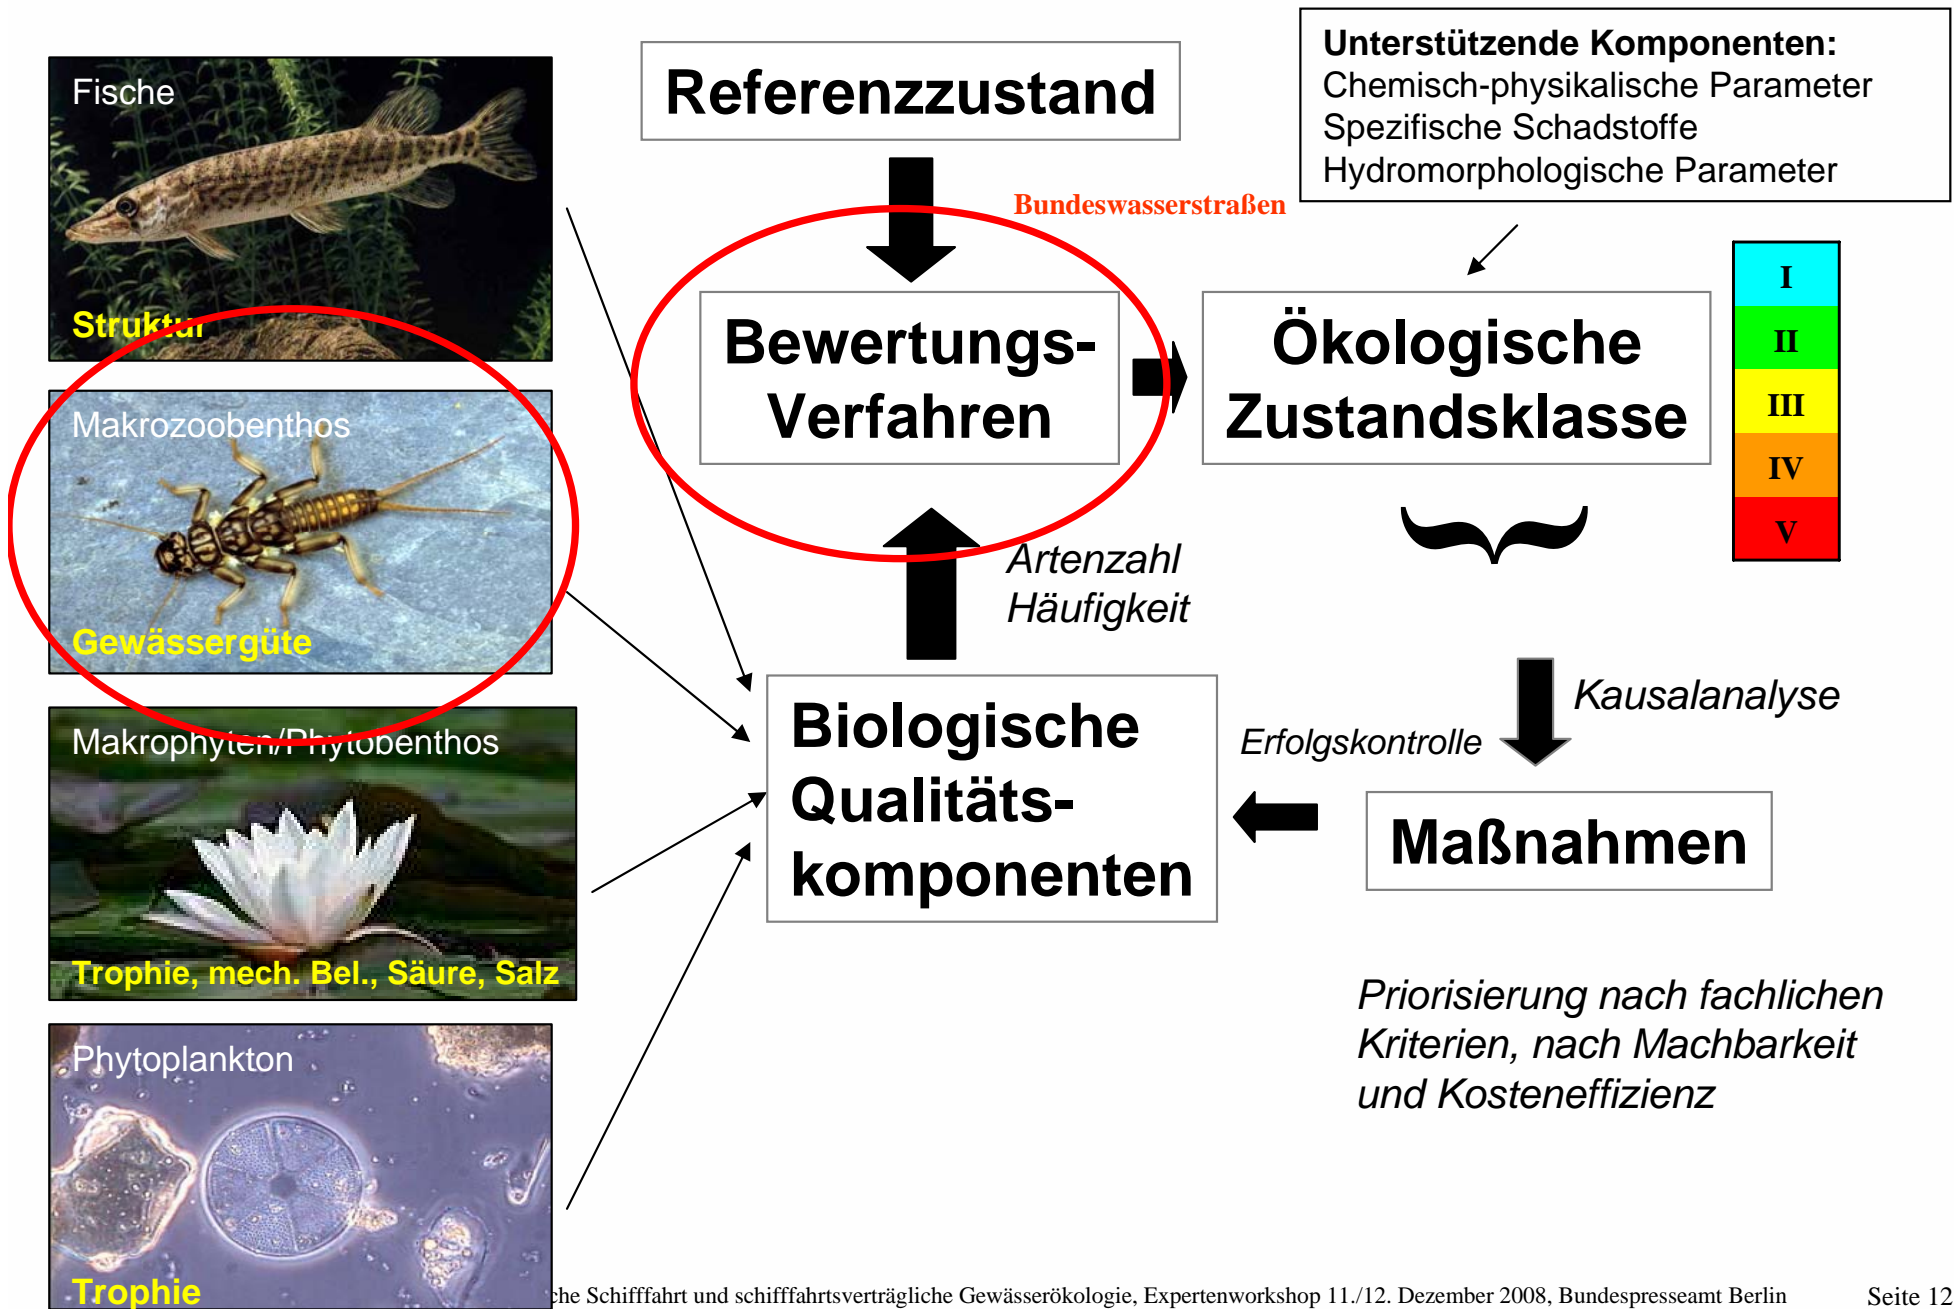 Fische
Struktur
Makrozoobenthos
Gewässergüte
Makrophyten/Phytobenthos
Trophie, mech. Bel., Säure, Salz
Phytoplankton
Trophie
Referenzzustand
Bundeswasserstraßen
Unterstützende Komponenten:
Chemisch-physikalische Parameter
Spezifische Schadstoffe
Hydromorphologische Parameter
Bewertungs-
Verfahren
Ökologische
Zustandsklasse
I
II
III
IV
V
Artenzahl
Häufigkeit
Kausalanalyse
Erfolgskontrolle
Biologische
Qualitäts-
komponenten
Maßnahmen
Priorisierung nach fachlichen
Kriterien, nach Machbarkeit
und Kosteneffizienz
che Schifffahrt und schifffahrtsverträgliche Gewässerökologie, Expertenworkshop 11./12. Dezember 2008, Bundespresseamt Berlin
Seite 12